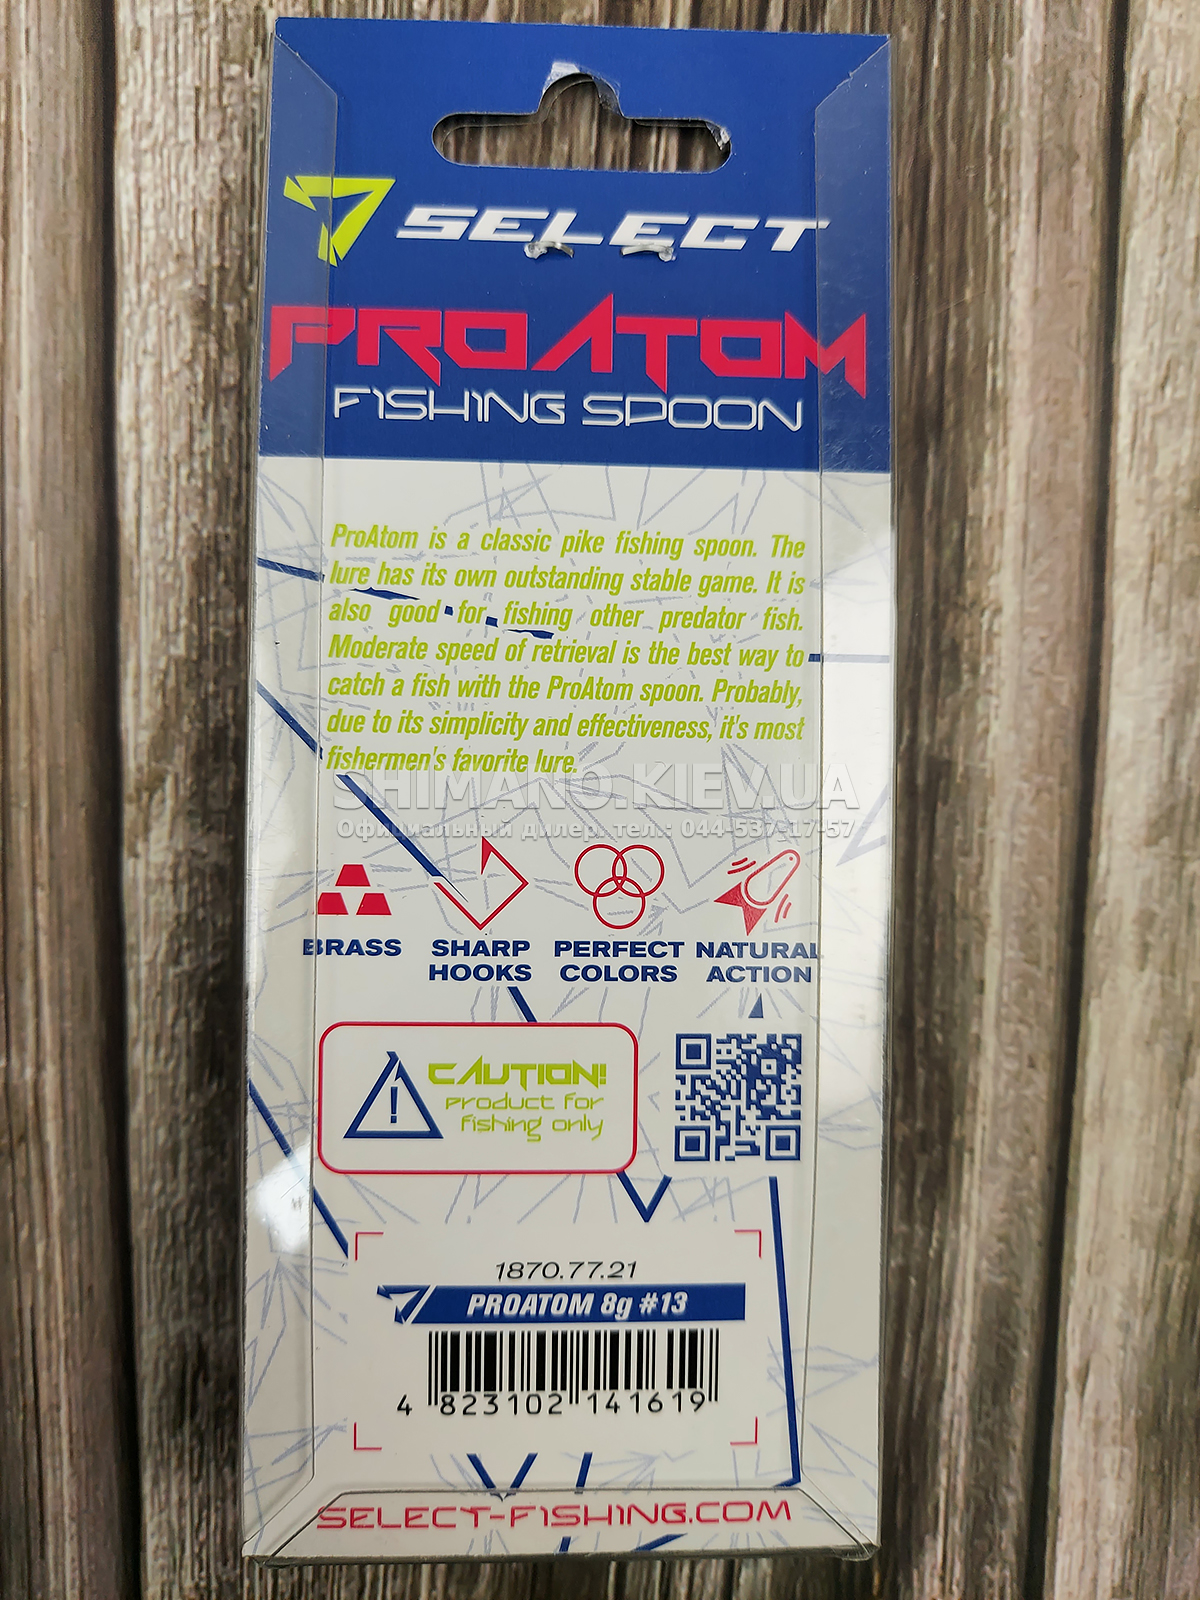 SELECT
PROATOM
FISHING SPOON
ProAtom is a classic pike fishing spoon. The
lure has its own outstanding stable game. It is
also good for fishing other predator fish.
Moderate speed of retrieval is the best way to
catch a fish with the ProAtom spoon. Probably,
due to its simplicity and effectiveness, it's most
fishermen's favorite lure.
SHIMANO.KIEV.UA
Официальный дилер. тел.: 044-537-17-57
BRASS
SHARP
HOOKS
PERFECT
COLORS
NATURAL
ACTION
CAUTION!
product for
fishing only
1870.77.21
PROATOM 8g #13
4 823102 141619
SELECT-FISHING.COM